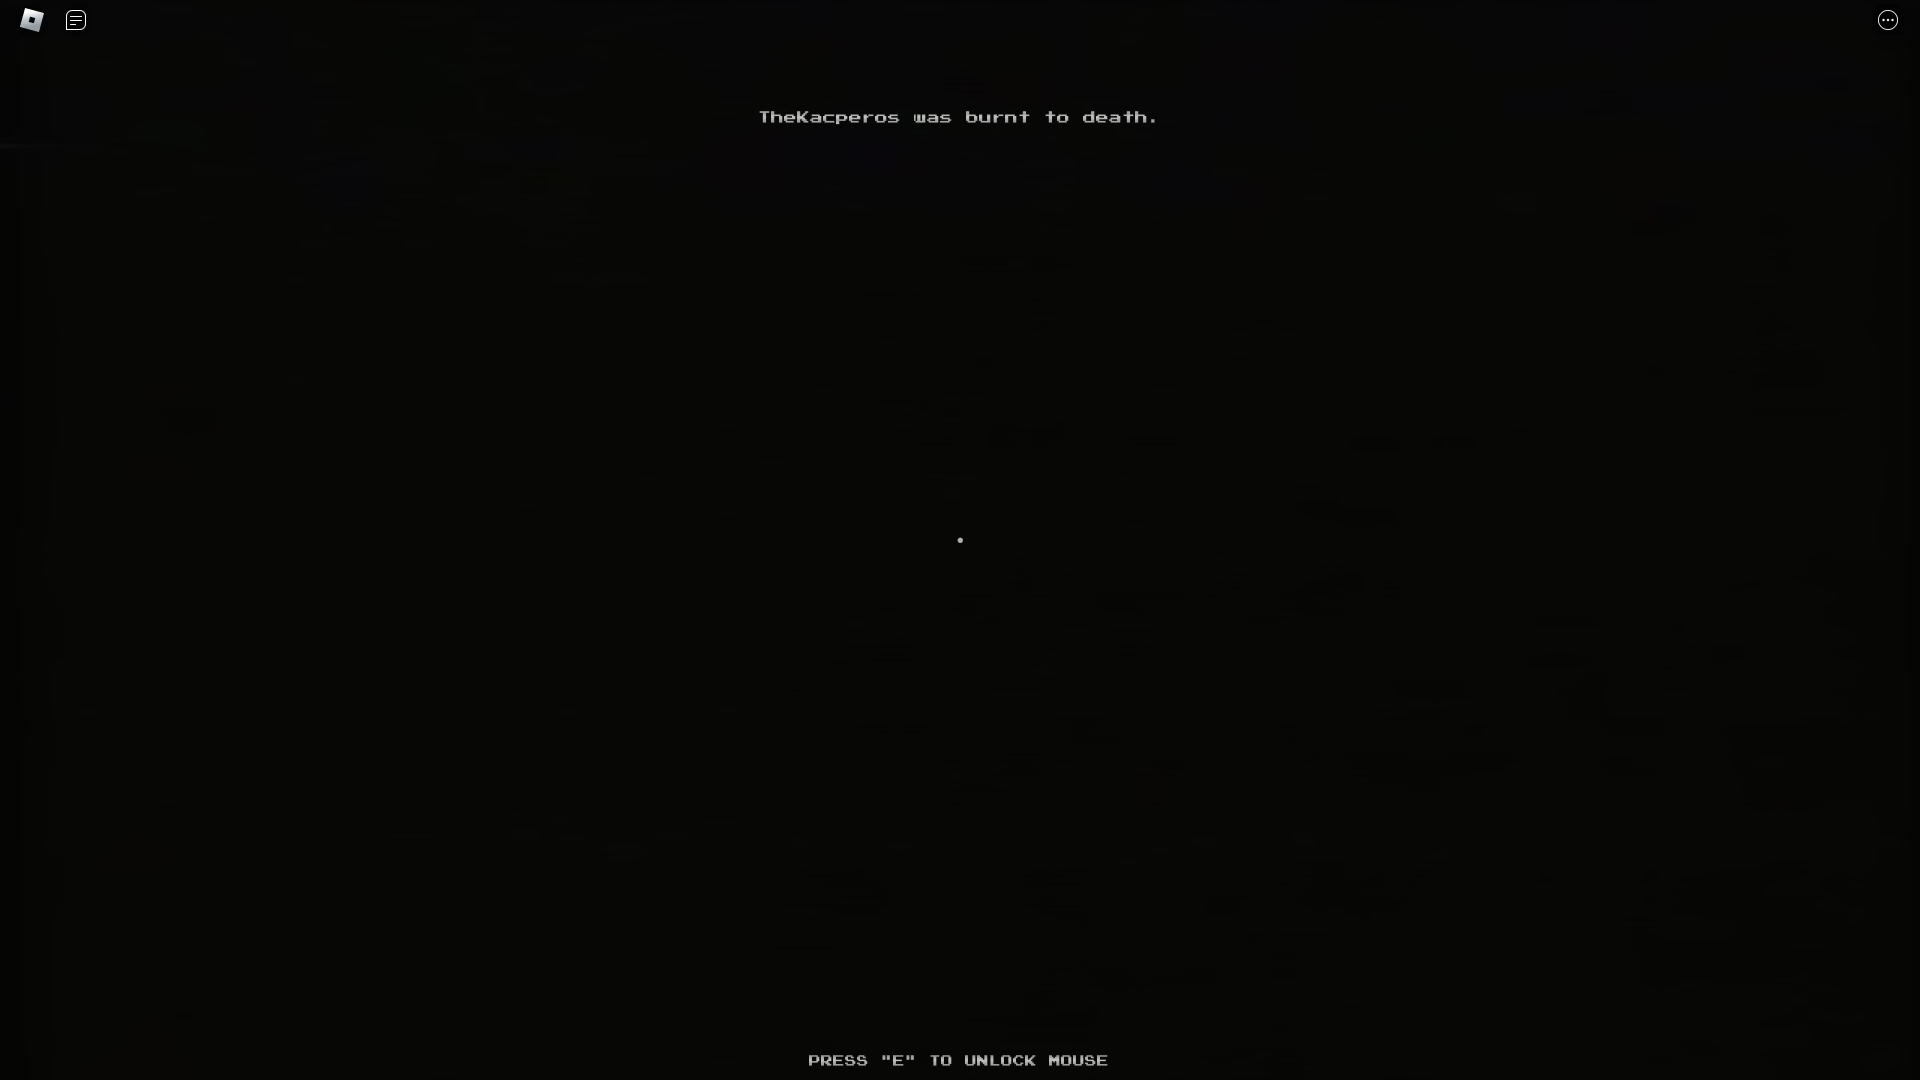 TheKacperos was burnt to death.
PRESS "E" TO UNLOCK MOUSE